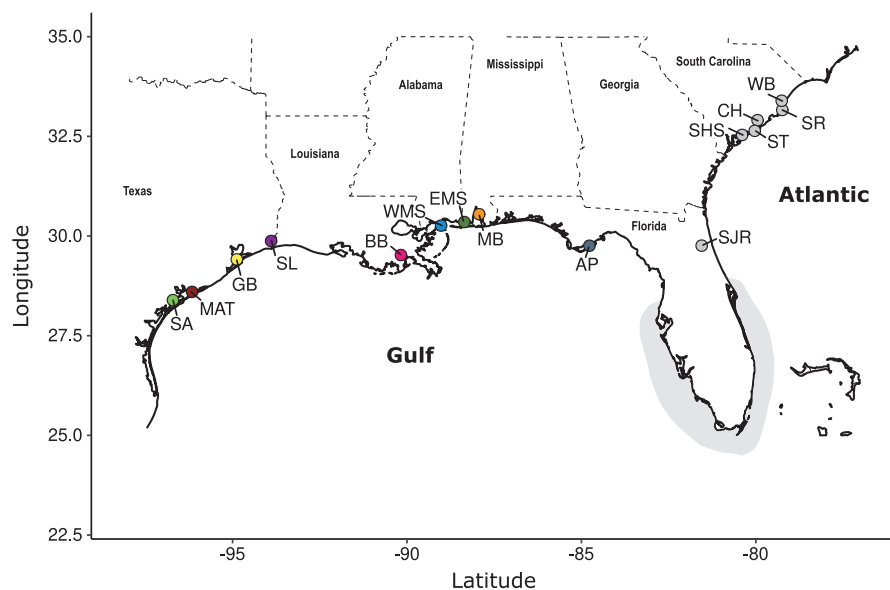 35.0
South Carolina
Mississippi
Alabama
Georgia
WB
CH
SR
32.5
SHS
ST
Louisiana
Texas
Atlantic
EMS
WMS
Florida
30.0
BB
MB
SJR
SL
AP
GB
MAT
SA
27.5
Gulf
25.0
22.5
-95
-90
-85
-80
Longitude
Latitude